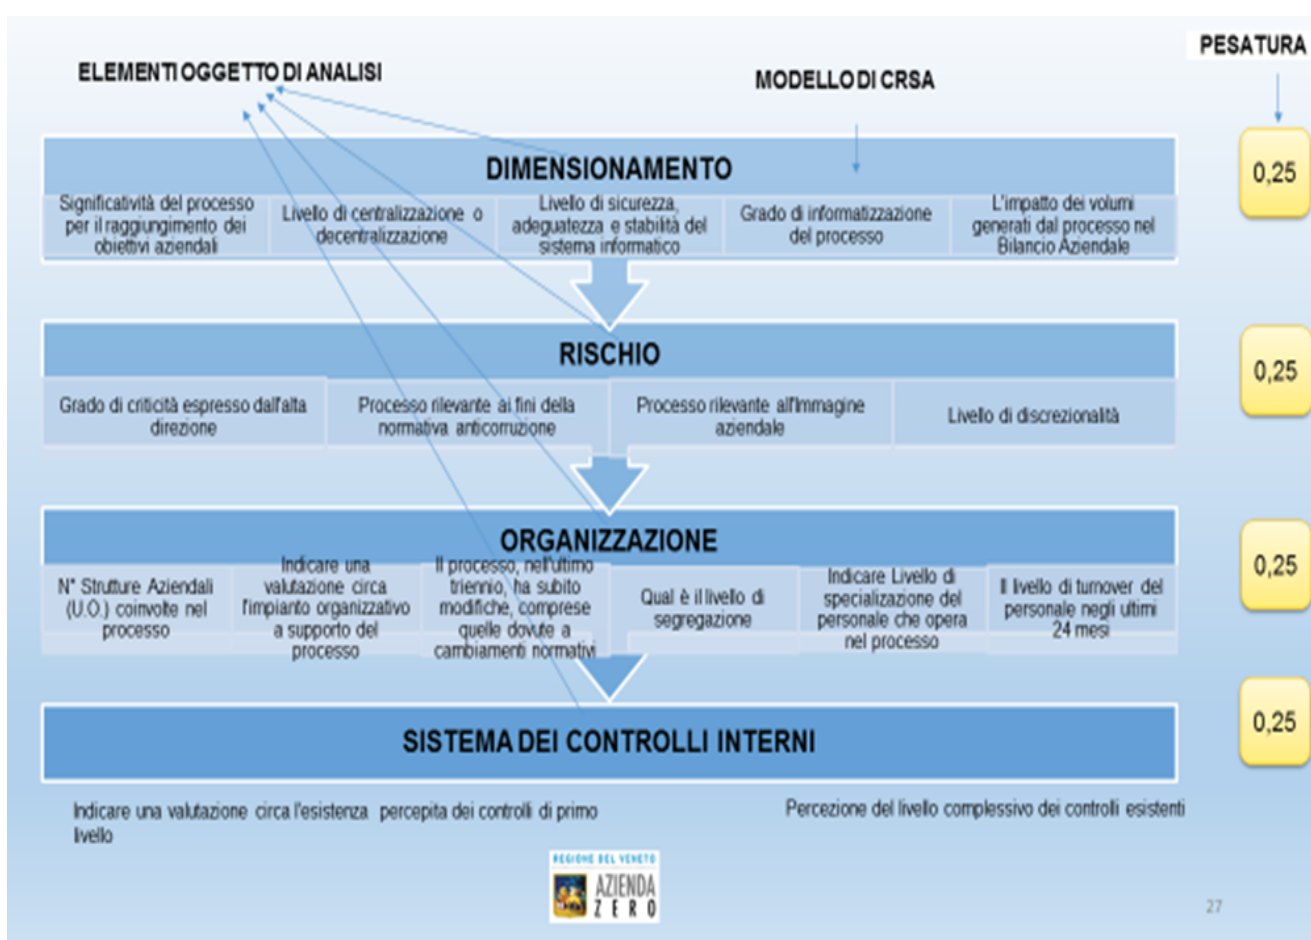 PESATURA
ELEMENTI OGGETTO DI ANALISI
MODELLO DI CRSA
DIMENSIONAMENTO
0,25
Significatività del processo
per il raggiungimento dei
obiettivi aziendali
Livello di centralizzazione o
decentralizzazione
Livello di sicurezza,
adeguatezza e stabilità del
sistema informatico
Grado di informatizzazione
del processo
L'impatto dei volumi
generati dal processo nel
Bilancio Aziendale
RISCHIO
0,25
Grado di criticità espresso dall'alta
direzione
Processo rilevante ai fini della
normativa anticorruzione
Processo rilevante all'Immagine
aziendale
Livello di discrezionalità
ORGANIZZAZIONE
0,25
N° Strutture Aziendali
(U.O.) coinvolte nel
processo
Indicare una
valutazione circa
l'impianto organizzativo
a supporto del
processo
Il processo, nell'ultimo
triennio, ha subito
modifiche, comprese
quelle dovute a
cambiamenti normativi
Qual è il livello di
segregazione
Indicare Livello di
specializzazione del
personale che opera
nel processo
Il livello di turnover del
personale negli ultimi
24 mesi
SISTEMA DEI CONTROLLI INTERNI
0,25
Indicare una valutazione circa l'esistenza percepita dei controlli di primo
livello
Percezione del livello complessivo dei controlli esistenti
REGIONE DEL VENETO
AZIENDA
ZERO
27